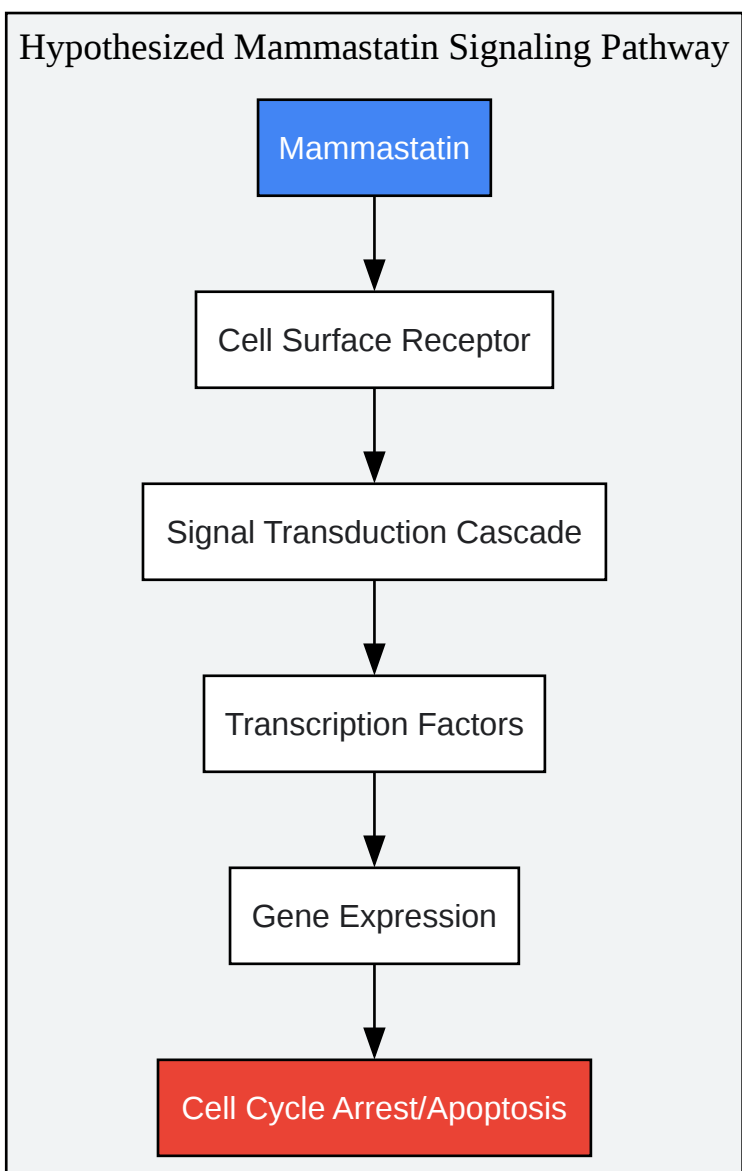 Hypothesized Mammastatin Signaling Pathway
Mammastatin
Cell Surface Receptor
Signal Transduction Cascade
Transcription Factors
Gene Expression
Cell Cycle Arrest/Apoptosis